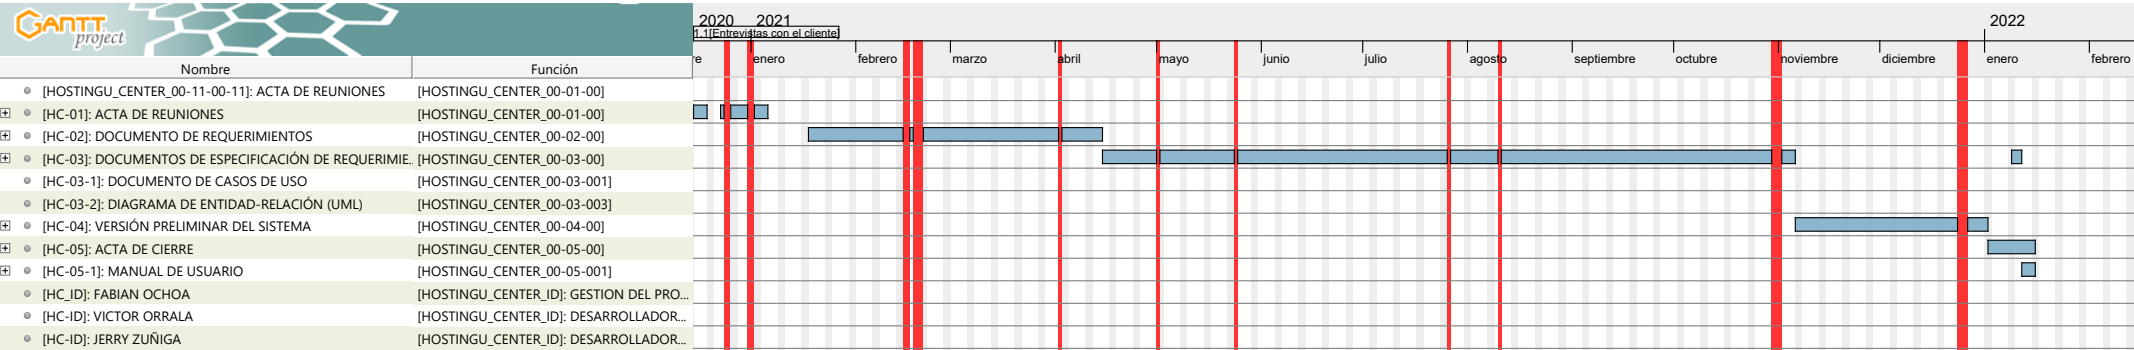 GANTT
project
2020 2021 2022
1.1[Entrevistas con el cliente]
re enero febrero marzo abril mayo junio julio agosto septiembre octubre noviembre diciembre enero febrero
Nombre Función
[HOSTINGU_CENTER_00-11-00-11]: ACTA DE REUNIONES [HOSTINGU_CENTER_00-01-00]
[HC-01]: ACTA DE REUNIONES [HOSTINGU_CENTER_00-01-00]
[HC-02]: DOCUMENTO DE REQUERIMIENTOS [HOSTINGU_CENTER_00-02-00]
[HC-03]: DOCUMENTOS DE ESPECIFICACIÓN DE REQUERIMIE... [HOSTINGU_CENTER_00-03-00]
[HC-03-1]: DOCUMENTO DE CASOS DE USO [HOSTINGU_CENTER_00-03-001]
[HC-03-2]: DIAGRAMA DE ENTIDAD-RELACIÓN (UML) [HOSTINGU_CENTER_00-03-003]
[HC-04]: VERSIÓN PRELIMINAR DEL SISTEMA [HOSTINGU_CENTER_00-04-00]
[HC-05]: ACTA DE CIERRE [HOSTINGU_CENTER_00-05-00]
[HC-05-1]: MANUAL DE USUARIO [HOSTINGU_CENTER_00-05-001]
[HC_ID]: FABIAN OCHOA [HOSTINGU_CENTER_ID]: GESTION DEL PRO...
[HC-ID]: VICTOR ORRALA [HOSTINGU_CENTER_ID]: DESARROLLADOR...
[HC-ID]: JERRY ZUÑIGA [HOSTINGU_CENTER_ID]: DESARROLLADOR...